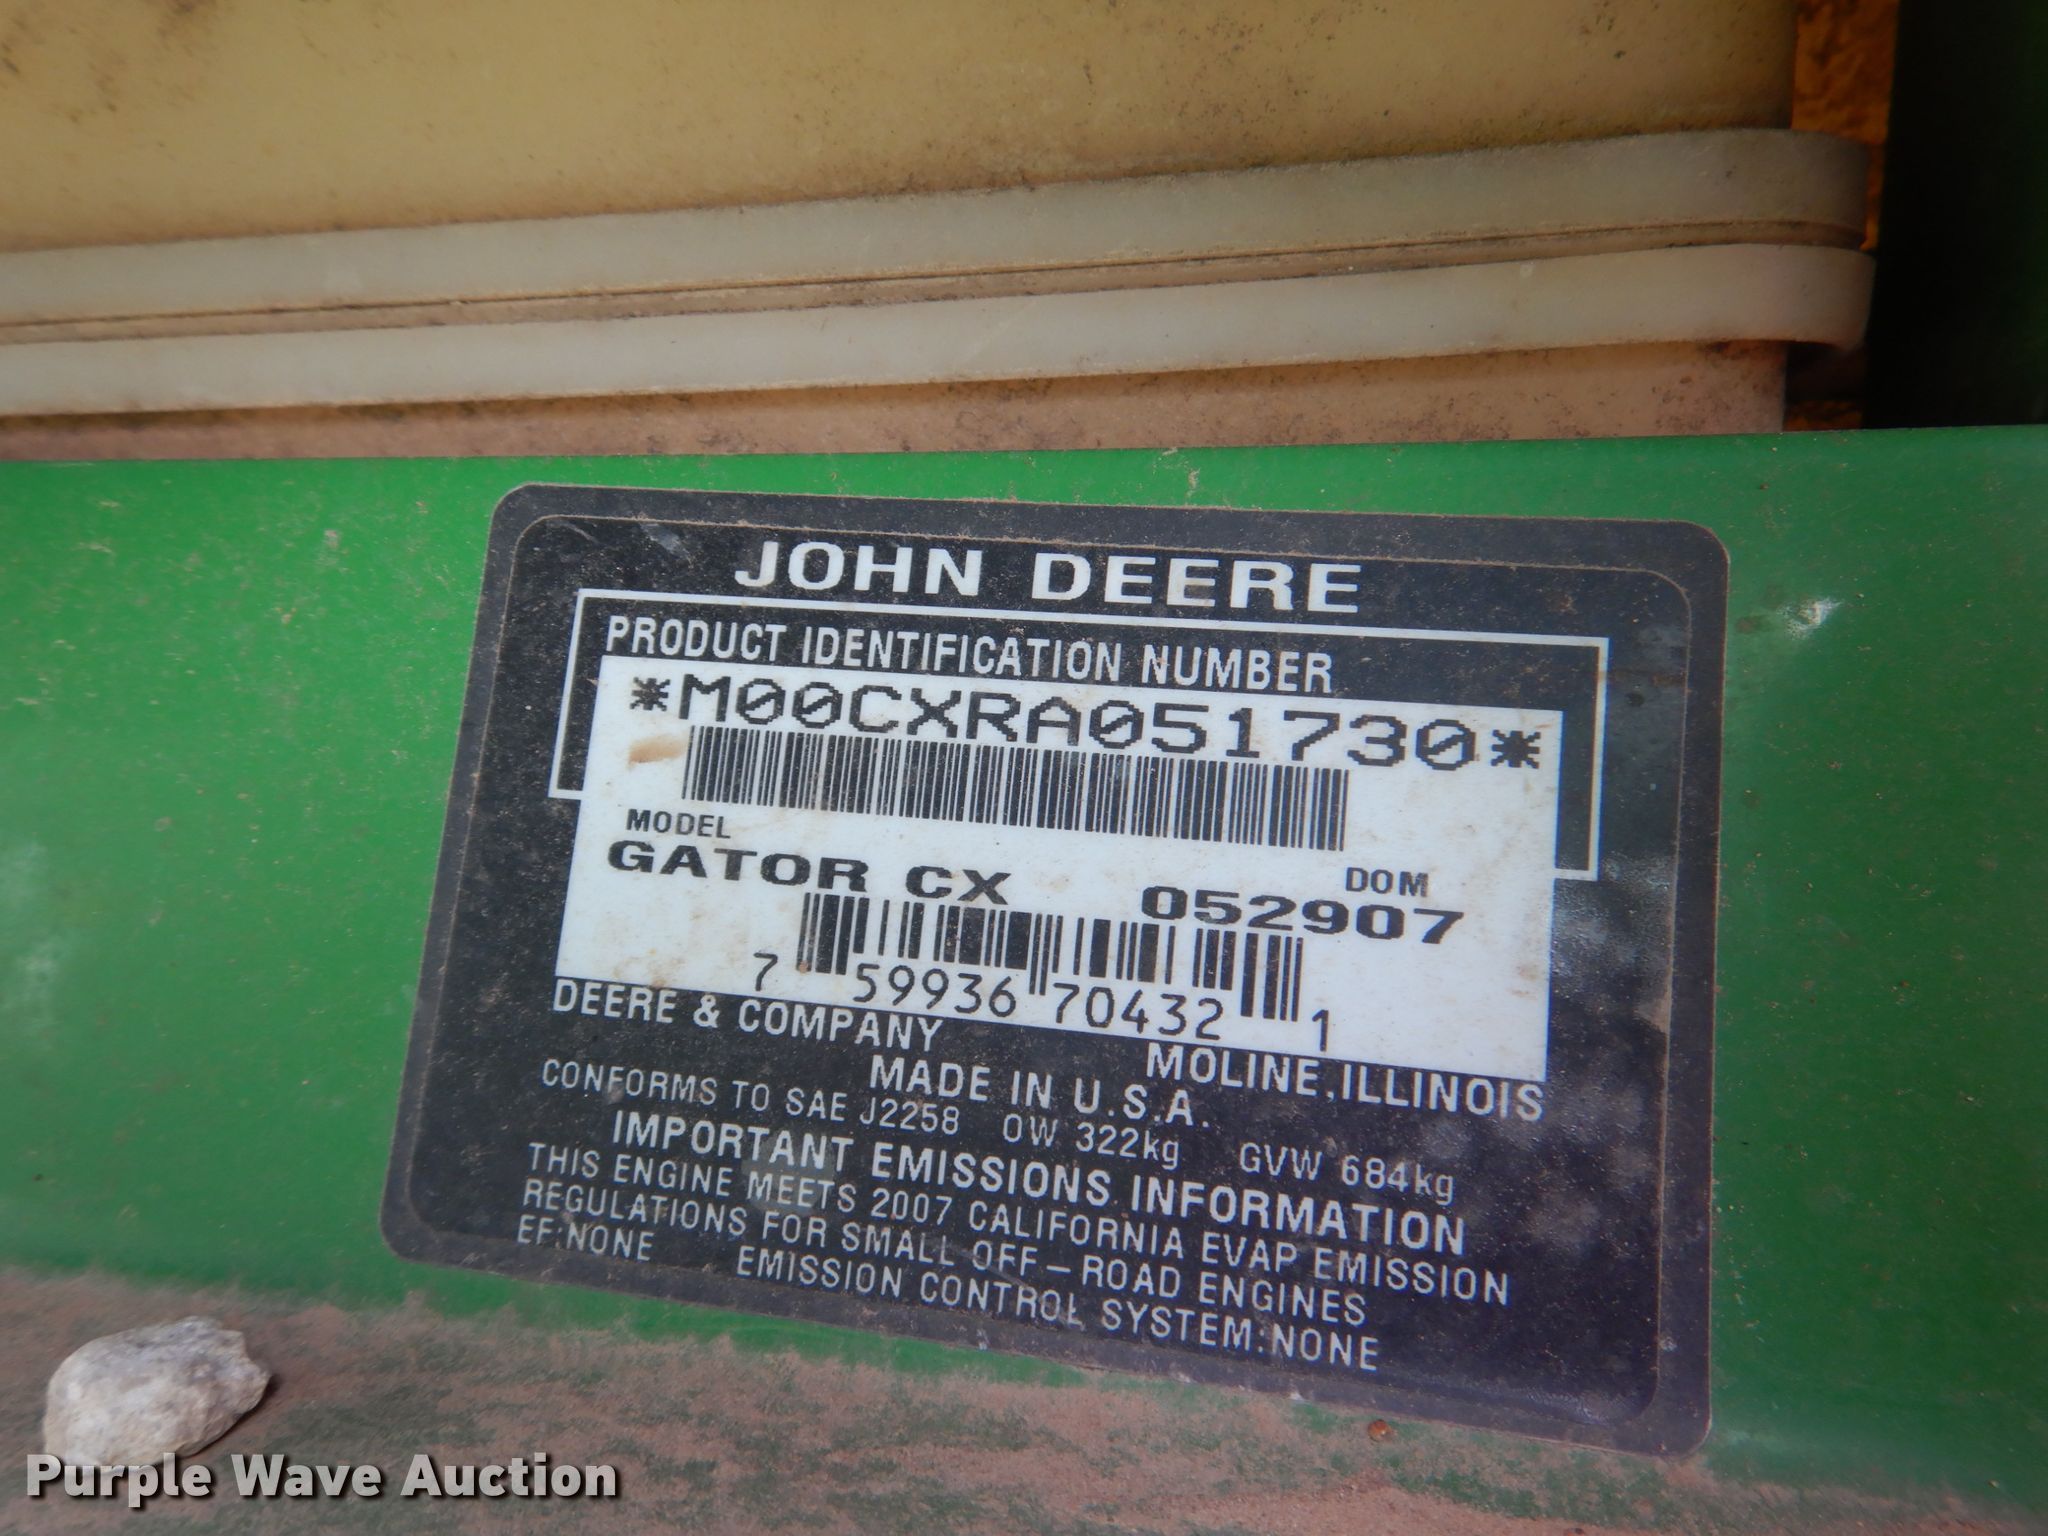 JOHN DEERE
PRODUCT IDENTIFICATION NUMBER
*M00CXRA051730*
MODEL
DOM
GATOR CX 052907
7 59936 70432 1
DEERE & COMPANY MOLINE, ILLINOIS
MADE IN U.S.A.
CONFORMS TO SAE J2258 OW 322kg GVW 684kg
IMPORTANT EMISSIONS INFORMATION
THIS ENGINE MEETS 2007 CALIFORNIA EVAP EMISSION
REGULATIONS FOR SMALL OFF-ROAD ENGINES
EF:NONE EMISSION CONTROL SYSTEM:NONE
Purple Wave Auction